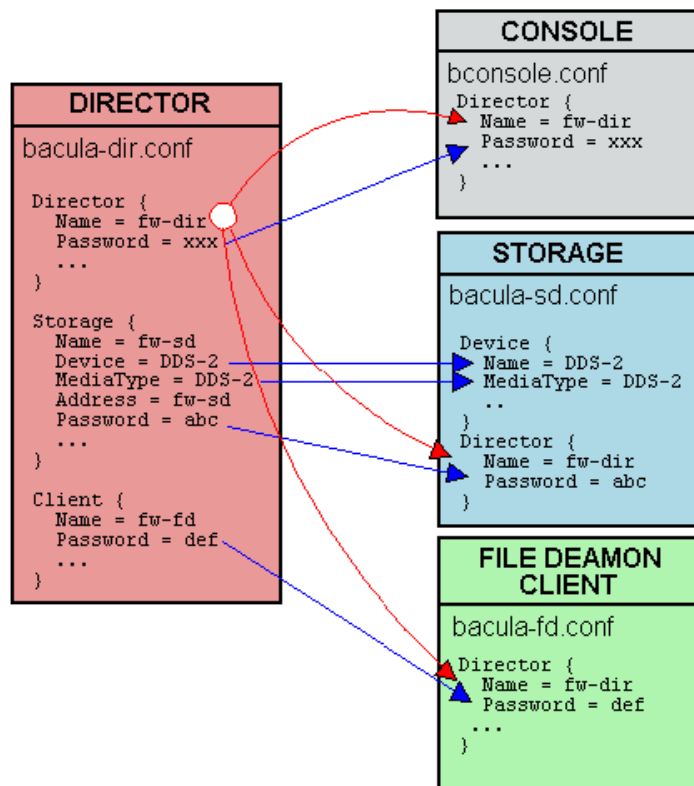 DIRECTOR
bacula-dir.conf
Director {
Name = fw-dir
Password = xxx
...
}
Storage {
Name = fw-sd
Device = DDS-2
MediaType = DDS-2
Address = fw-sd
Password = abc
...
}
Client {
Name = fw-fd
Password = def
...
}
CONSOLE
bconsole.conf
Director {
Name = fw-dir
Password = xxx
...
}
STORAGE
bacula-sd.conf
Device {
Name = DDS-2
MediaType = DDS-2
..
}
Director {
Name = fw-dir
Password = abc
}
FILE DEAMON
CLIENT
bacula-fd.conf
Director {
Name = fw-dir
Password = def
...
}